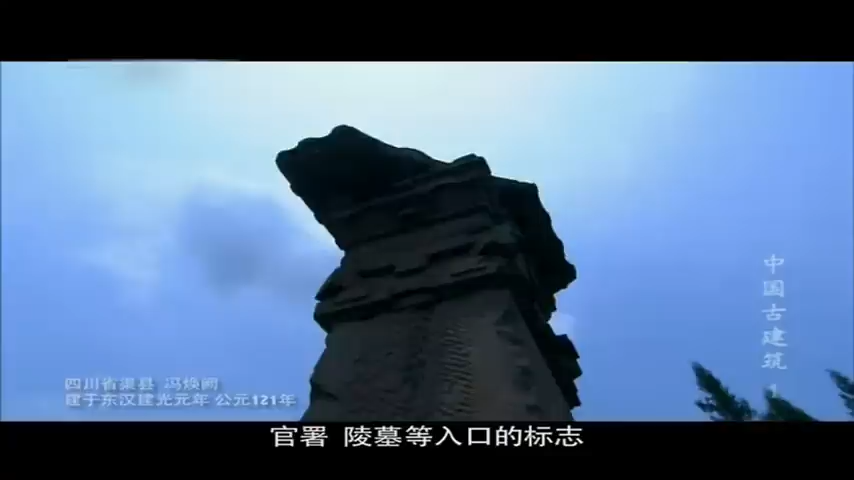 中国古建筑 1
四川省渠县 冯焕阙
建于东汉建光元年 公元121年
官署 陵墓等入口的标志